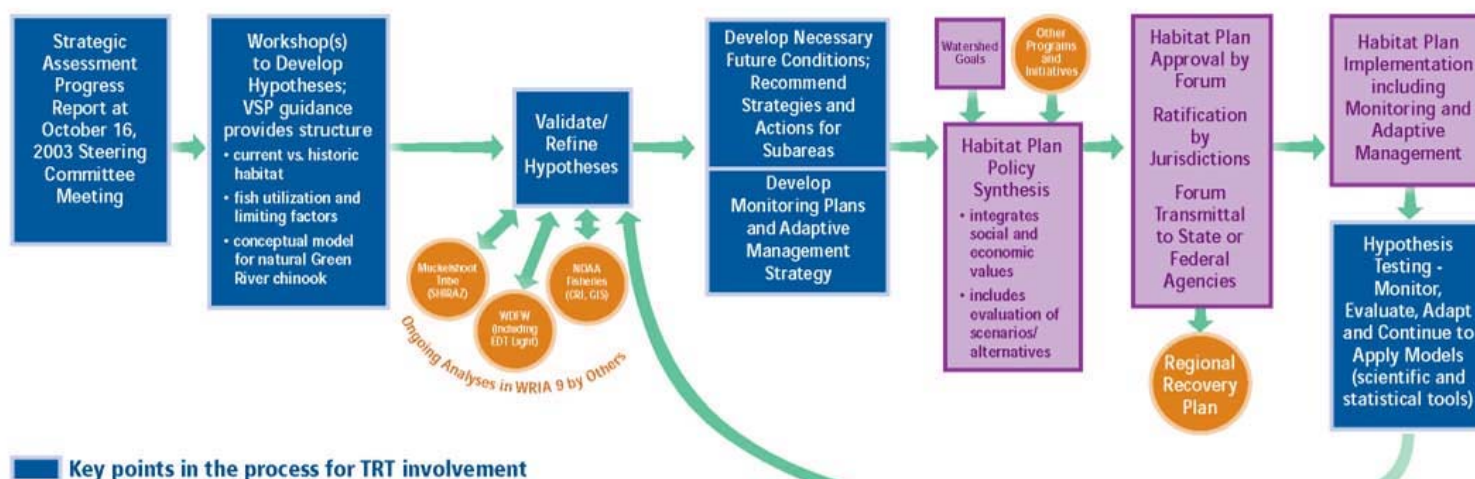 Strategic
Assessment
Progress
Report at
October 16,
2003 Steering
Committee
Meeting
Workshop(s)
to Develop
Hypotheses;
VSP guidance
provides structure
• current vs. historic
habitat
• fish utilization and
limiting factors
• conceptual model
for natural Green
River chinook
Validate/
Refine
Hypotheses
Muckelshoot
Tribe
(SHIRAZ)
WDFW
(Including
EDT Light)
NOAA
Fisheries
(CRI, GIS)
Ongoing Analyses in WRIA 9 by Others
Develop Necessary
Future Conditions;
Recommend
Strategies and
Actions for
Subareas
Develop
Monitoring Plans
and Adaptive
Management
Strategy
Watershed
Goals
Other
Programs
and
Initiatives
Habitat Plan
Policy
Synthesis
• integrates
social and
economic
values
• includes
evaluation of
scenarios/
alternatives
Habitat Plan
Approval by
Forum
Ratification
by
Jurisdictions
Forum
Transmittal
to State or
Federal
Agencies
Regional
Recovery
Plan
Habitat Plan
Implementation
including
Monitoring and
Adaptive
Management
Hypothesis
Testing -
Monitor,
Evaluate, Adapt
and Continue to
Apply Models
(scientific and
statistical tools)
Key points in the process for TRT involvement